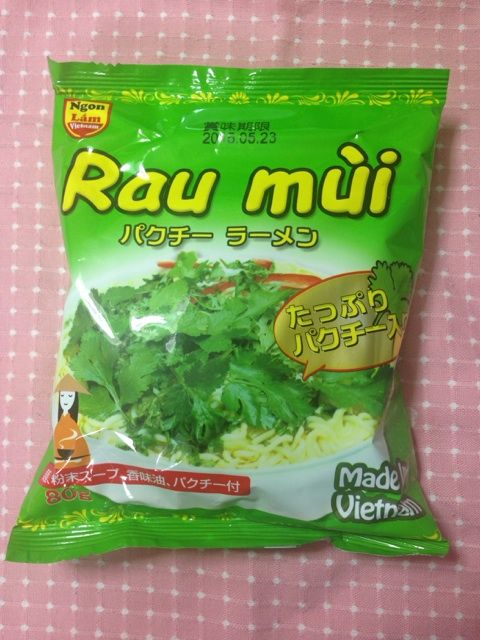 Ngon
Lắm
Vietnam
賞味期限
2016.05.23
Rau mùi
パクチー ラーメン
たっぷり
パクチー入
粉末スープ、香味油、パクチー付
80g
Made in
Vietnam